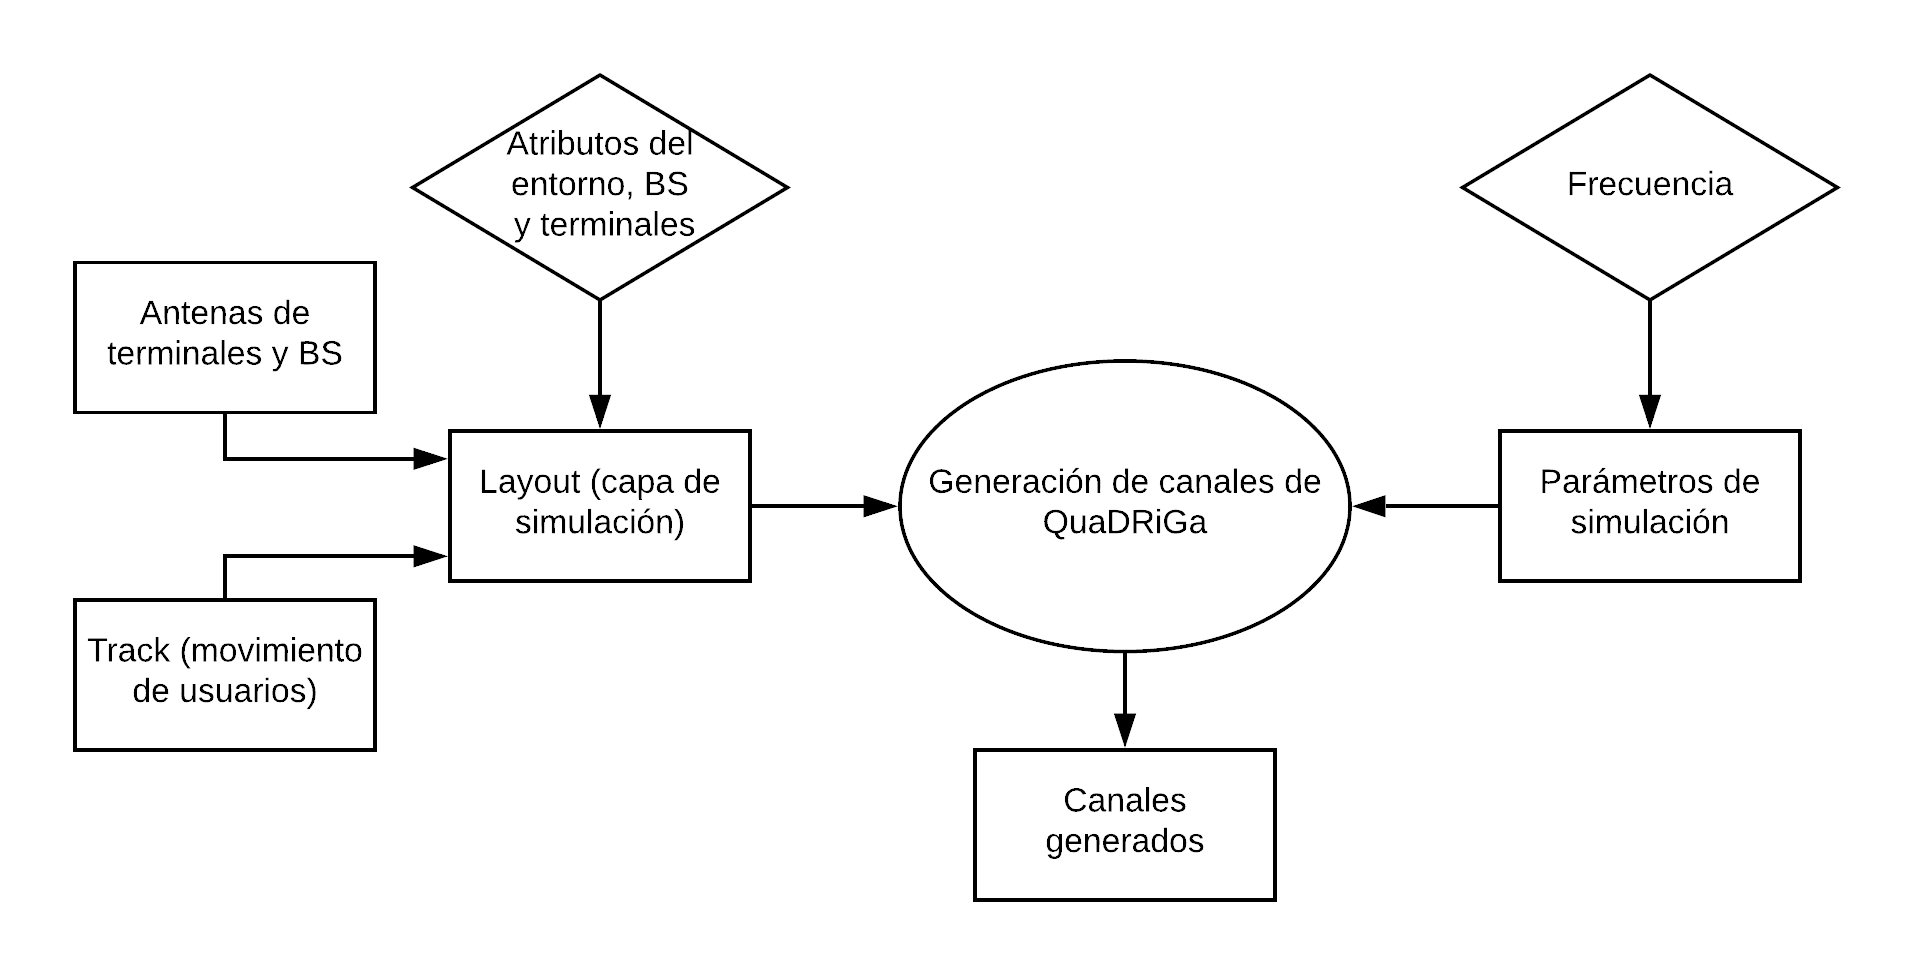 Atributos del
entorno, BS
y terminales
Frecuencia
Antenas de
terminales y BS
Layout (capa de
simulación)
Generación de canales de
QuaDRiGa
Parámetros de
simulación
Track (movimiento
de usuarios)
Canales
generados